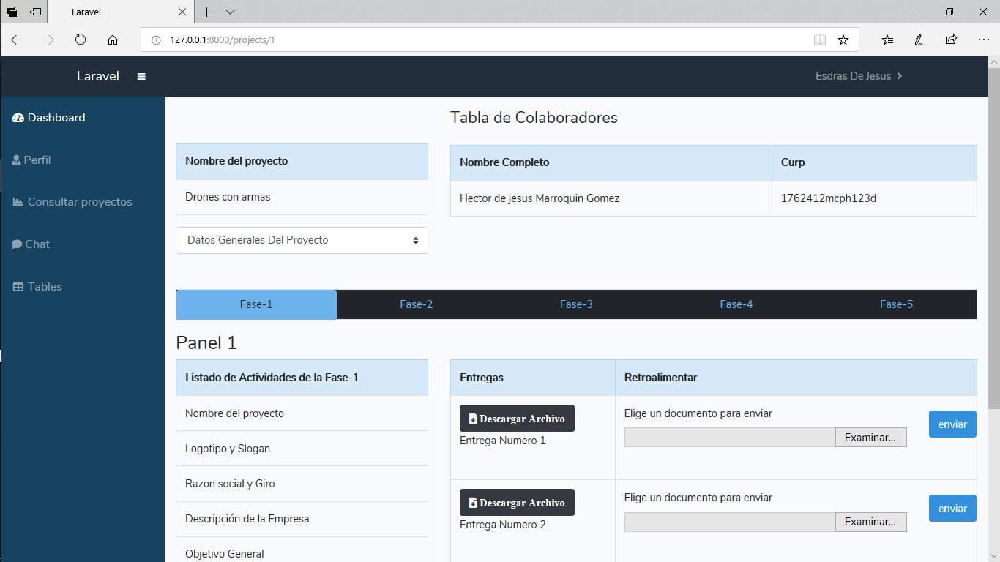 Laravel
127.0.0.1:8000/projects/1
Laravel
Esdras De Jesus
Dashboard
Perfil
Consultar proyectos
Chat
Tables
Tabla de Colaboradores
Nombre del proyecto
Drones con armas
Nombre Completo Curp
Hector de jesus Marroquin Gomez 1762412mcph123d
Datos Generales Del Proyecto
Fase-1 Fase-2 Fase-3 Fase-4 Fase-5
Panel 1
Listado de Actividades de la Fase-1
Nombre del proyecto
Logotipo y Slogan
Razon social y Giro
Descripción de la Empresa
Objetivo General
Entregas Retroalimentar
Descargar Archivo
Entrega Numero 1
Elige un documento para enviar
Examinar...
enviar
Descargar Archivo
Entrega Numero 2
Elige un documento para enviar
Examinar...
enviar